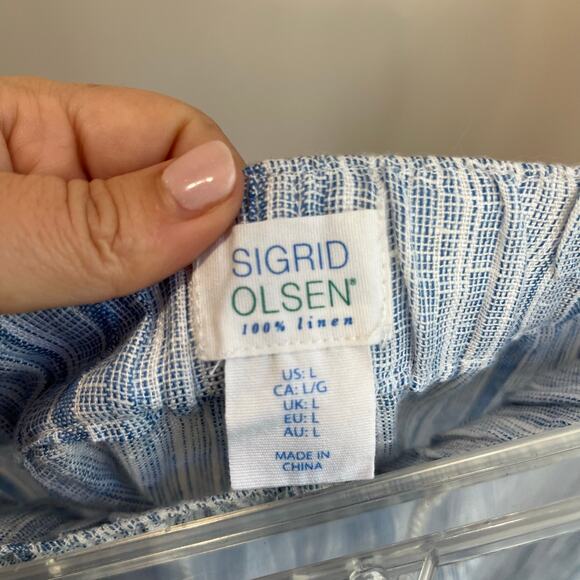 SIGRID
OLSEN®
100% linen
US: L
CA: L/G
UK: L
EU: L
AU: L
MADE IN
CHINA